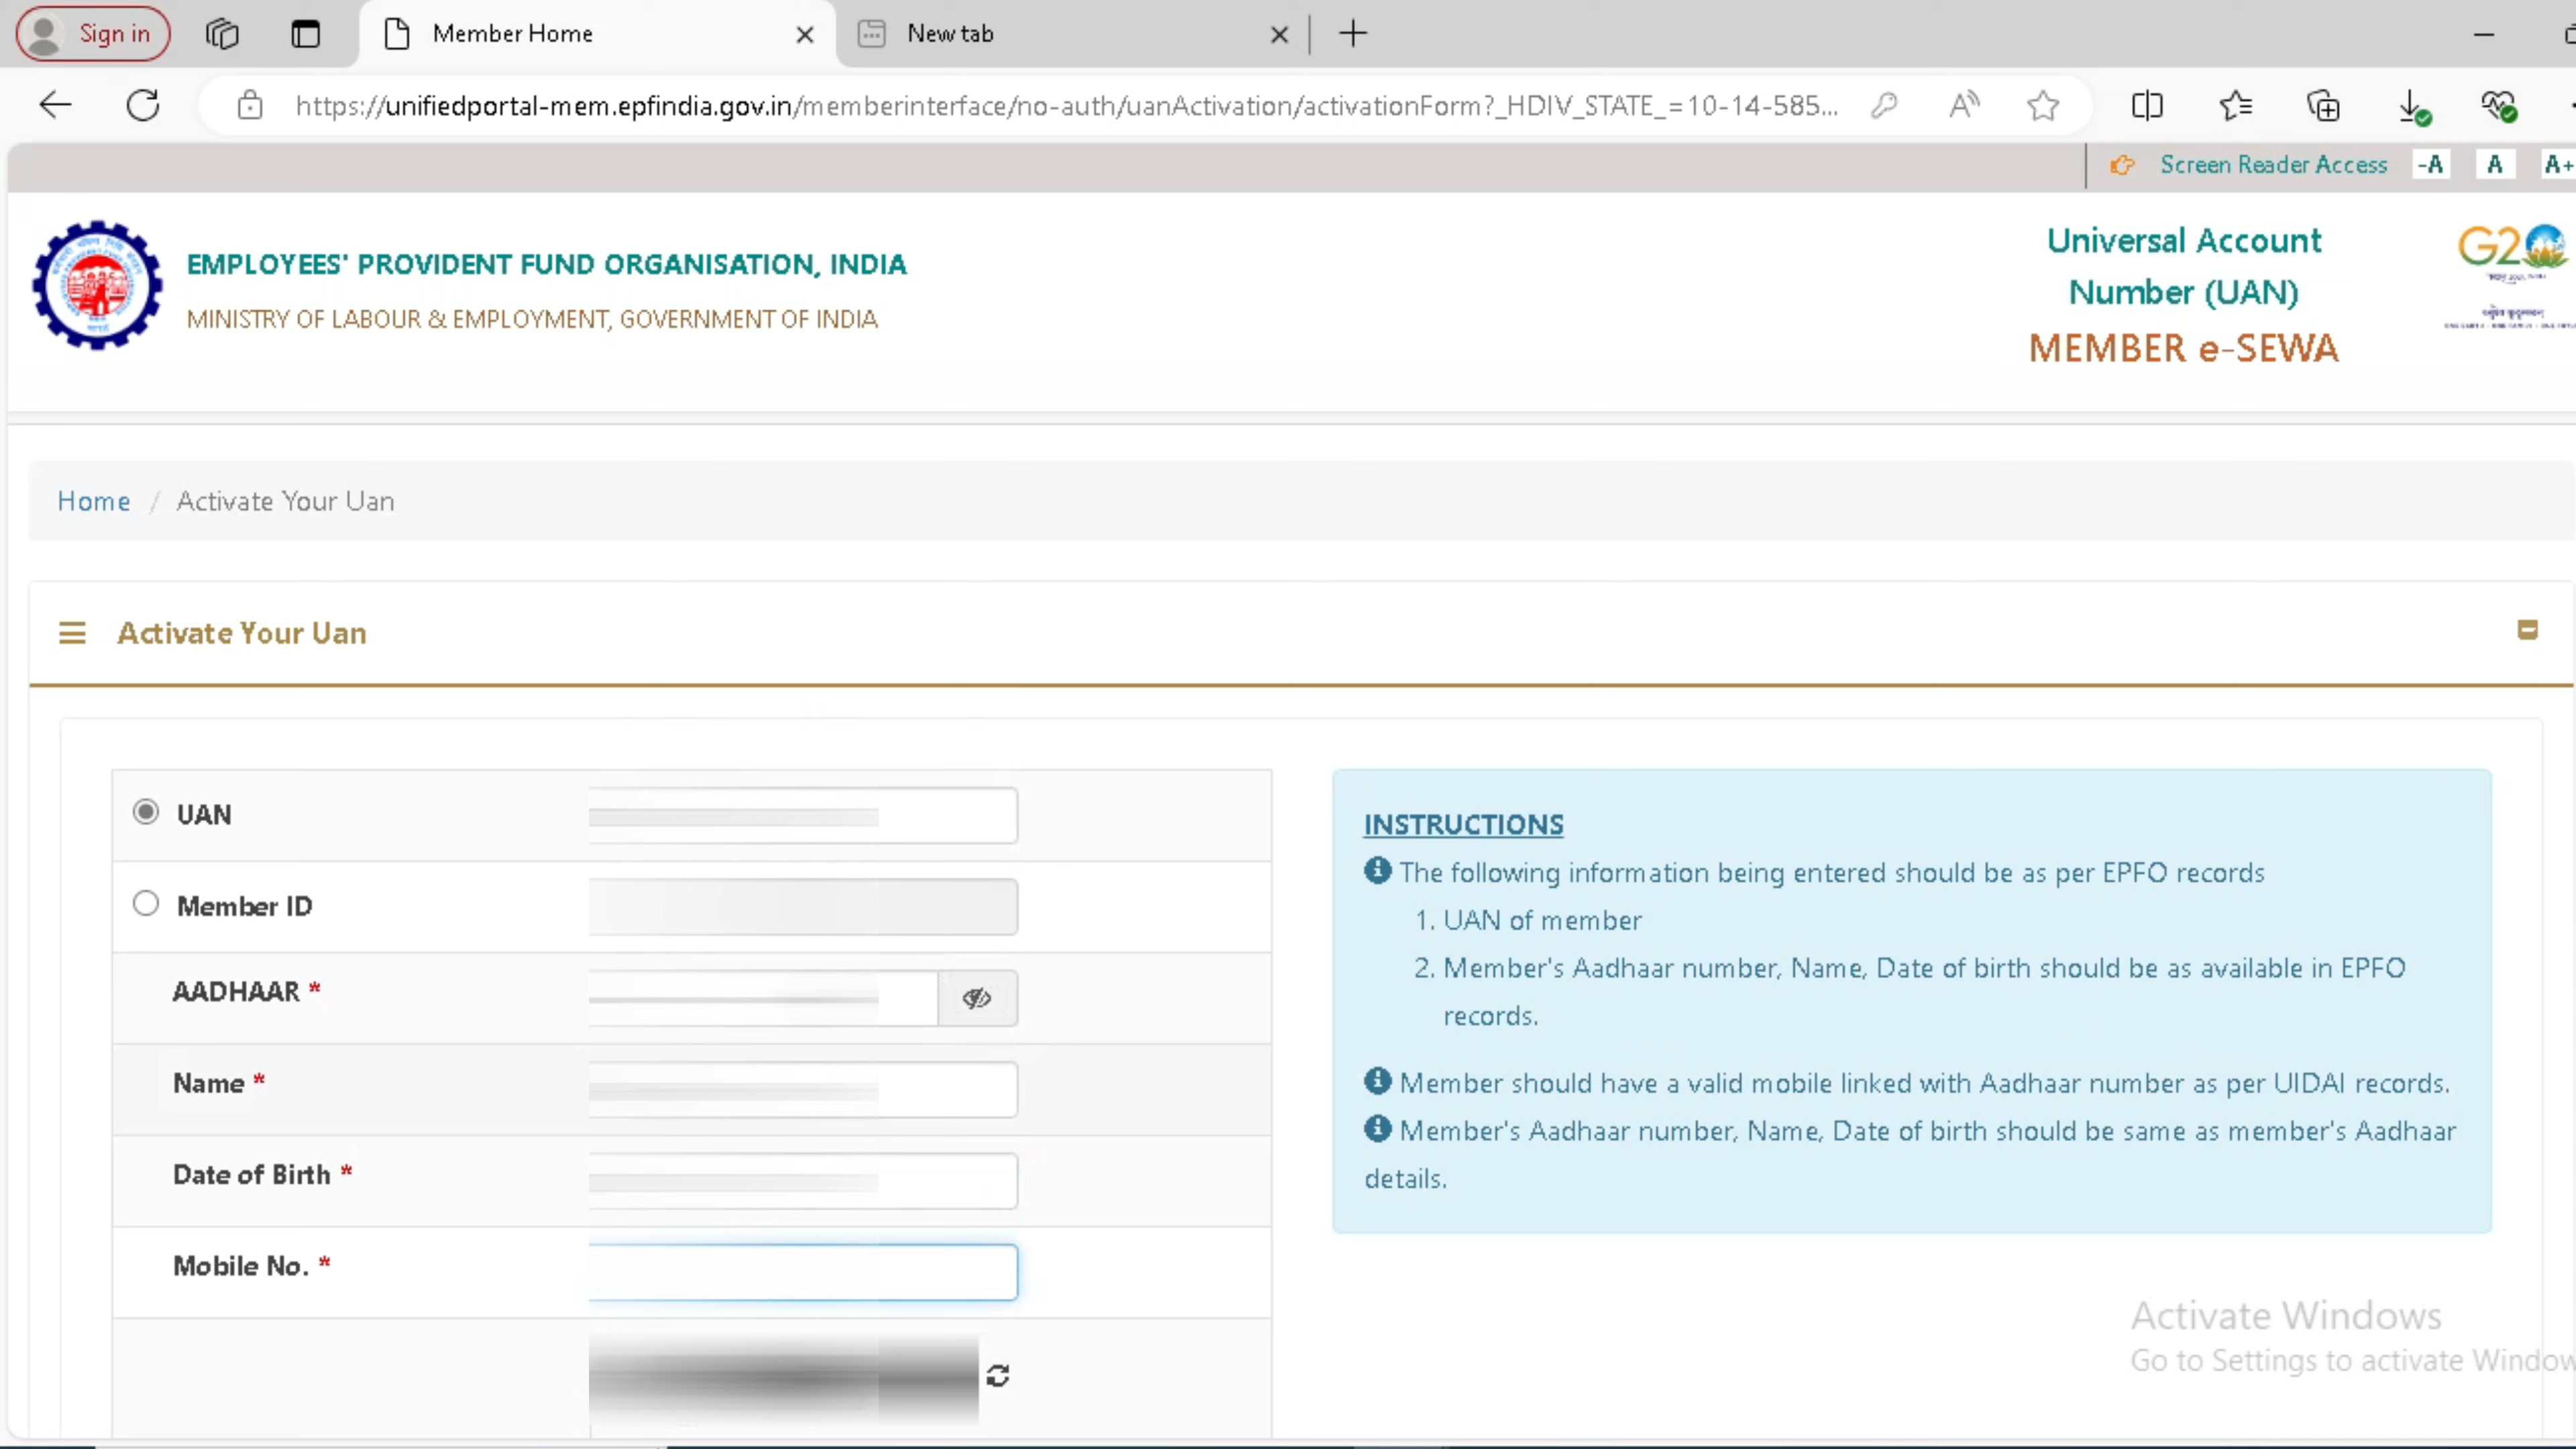 Sign in
Member Home
New tab
https://unifiedportal-mem.epfindia.gov.in/memberinterface/no-auth/uanActivation/activationForm?_HDIV_STATE_=10-14-585...
Screen Reader Access -A A A+
EMPLOYEES' PROVIDENT FUND ORGANISATION, INDIA
MINISTRY OF LABOUR & EMPLOYMENT, GOVERNMENT OF INDIA
Universal Account
Number (UAN)
MEMBER e-SEWA
G20
Home / Activate Your Uan
Activate Your Uan
UAN
Member ID
AADHAAR *
Name *
Date of Birth *
Mobile No. *
INSTRUCTIONS
The following information being entered should be as per EPFO records
1. UAN of member
2. Member's Aadhaar number, Name, Date of birth should be as available in EPFO
records.
Member should have a valid mobile linked with Aadhaar number as per UIDAI records.
Member's Aadhaar number, Name, Date of birth should be same as member's Aadhaar
details.
Activate Windows
Go to Settings to activate Window